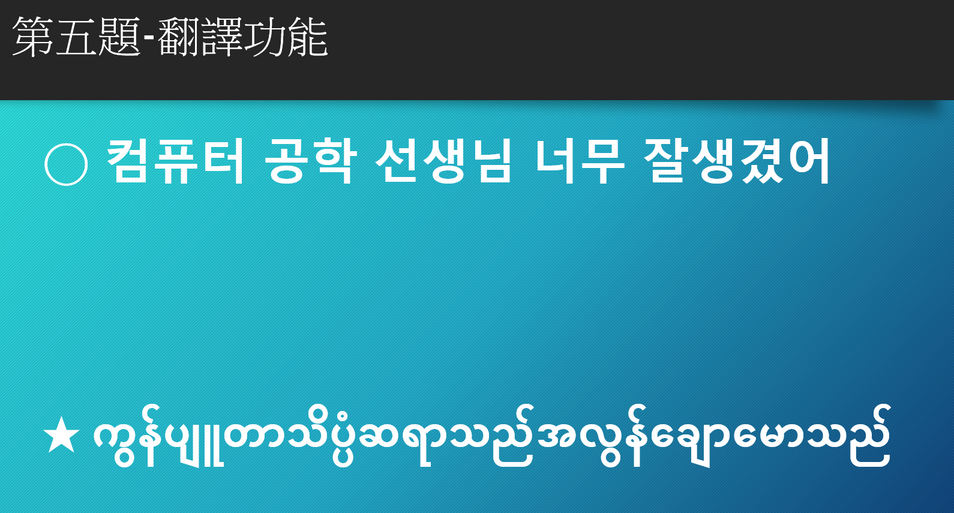 第五題-翻譯功能
○ 컴퓨터 공학 선생님 너무 잘생겼어
★ ကွန်ပျူတာသိပ္ပံဆရာသည်အလွန်ချောမောသည်